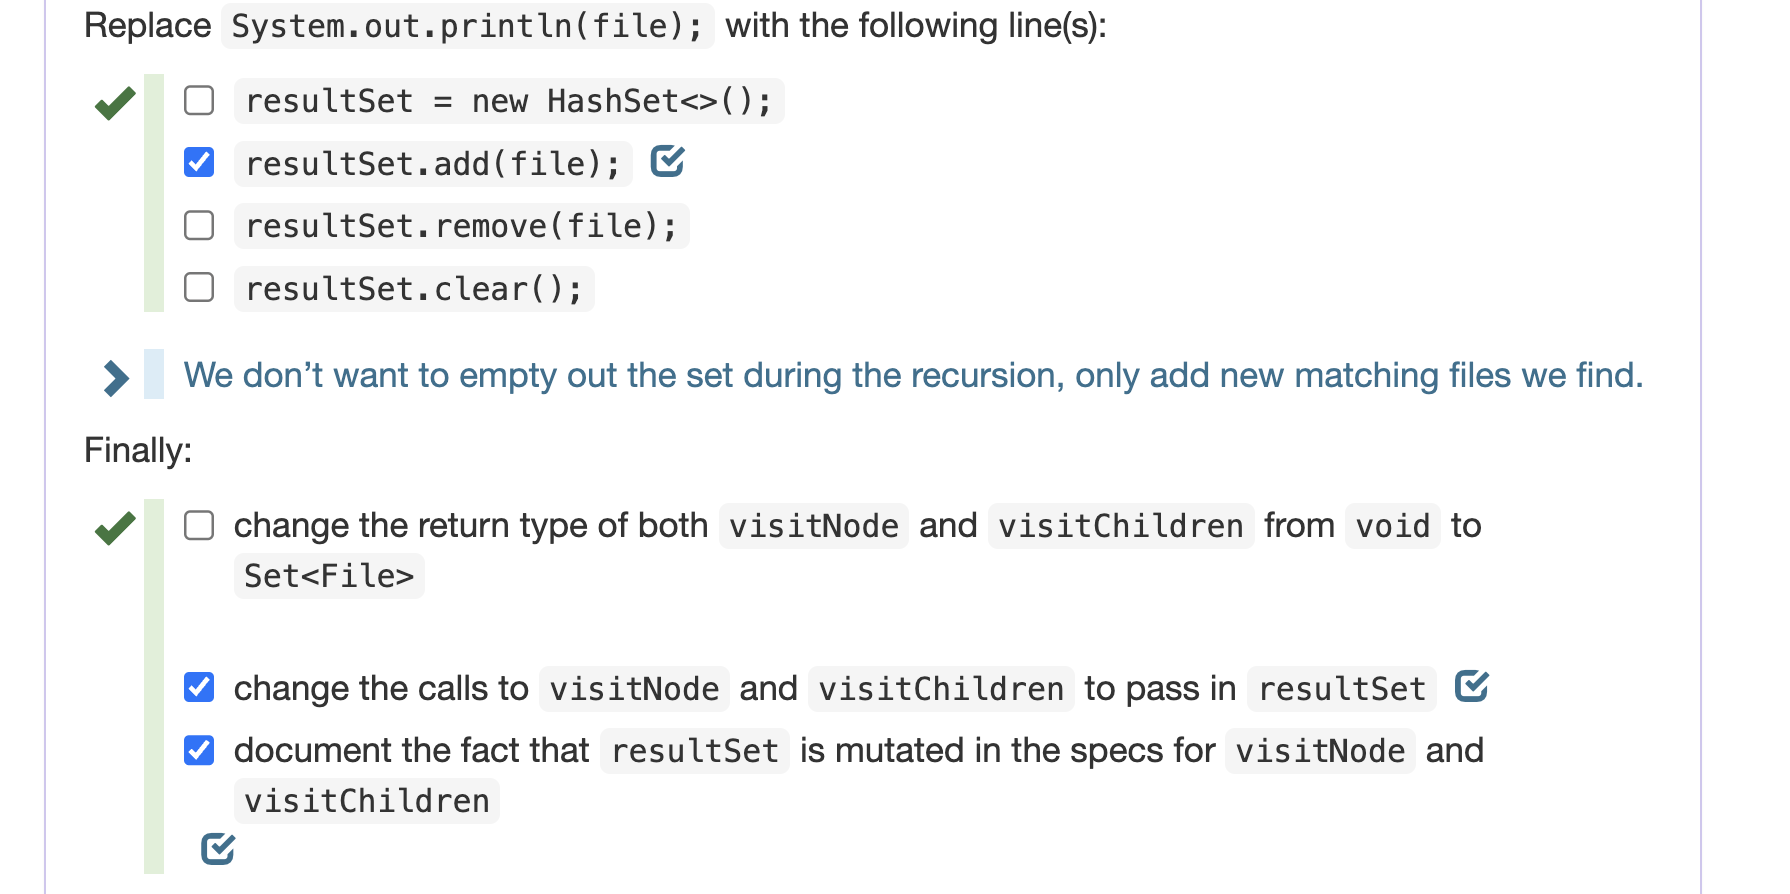 Replace System.out.println(file); with the following line(s):
resultSet = new HashSet<>();
resultSet.add(file);
resultSet.remove(file);
resultSet.clear();
We don’t want to empty out the set during the recursion, only add new matching files we find.
Finally:
change the return type of both visitNode and visitChildren from void to
Set<File>
change the calls to visitNode and visitChildren to pass in resultSet
document the fact that resultSet is mutated in the specs for visitNode and
visitChildren